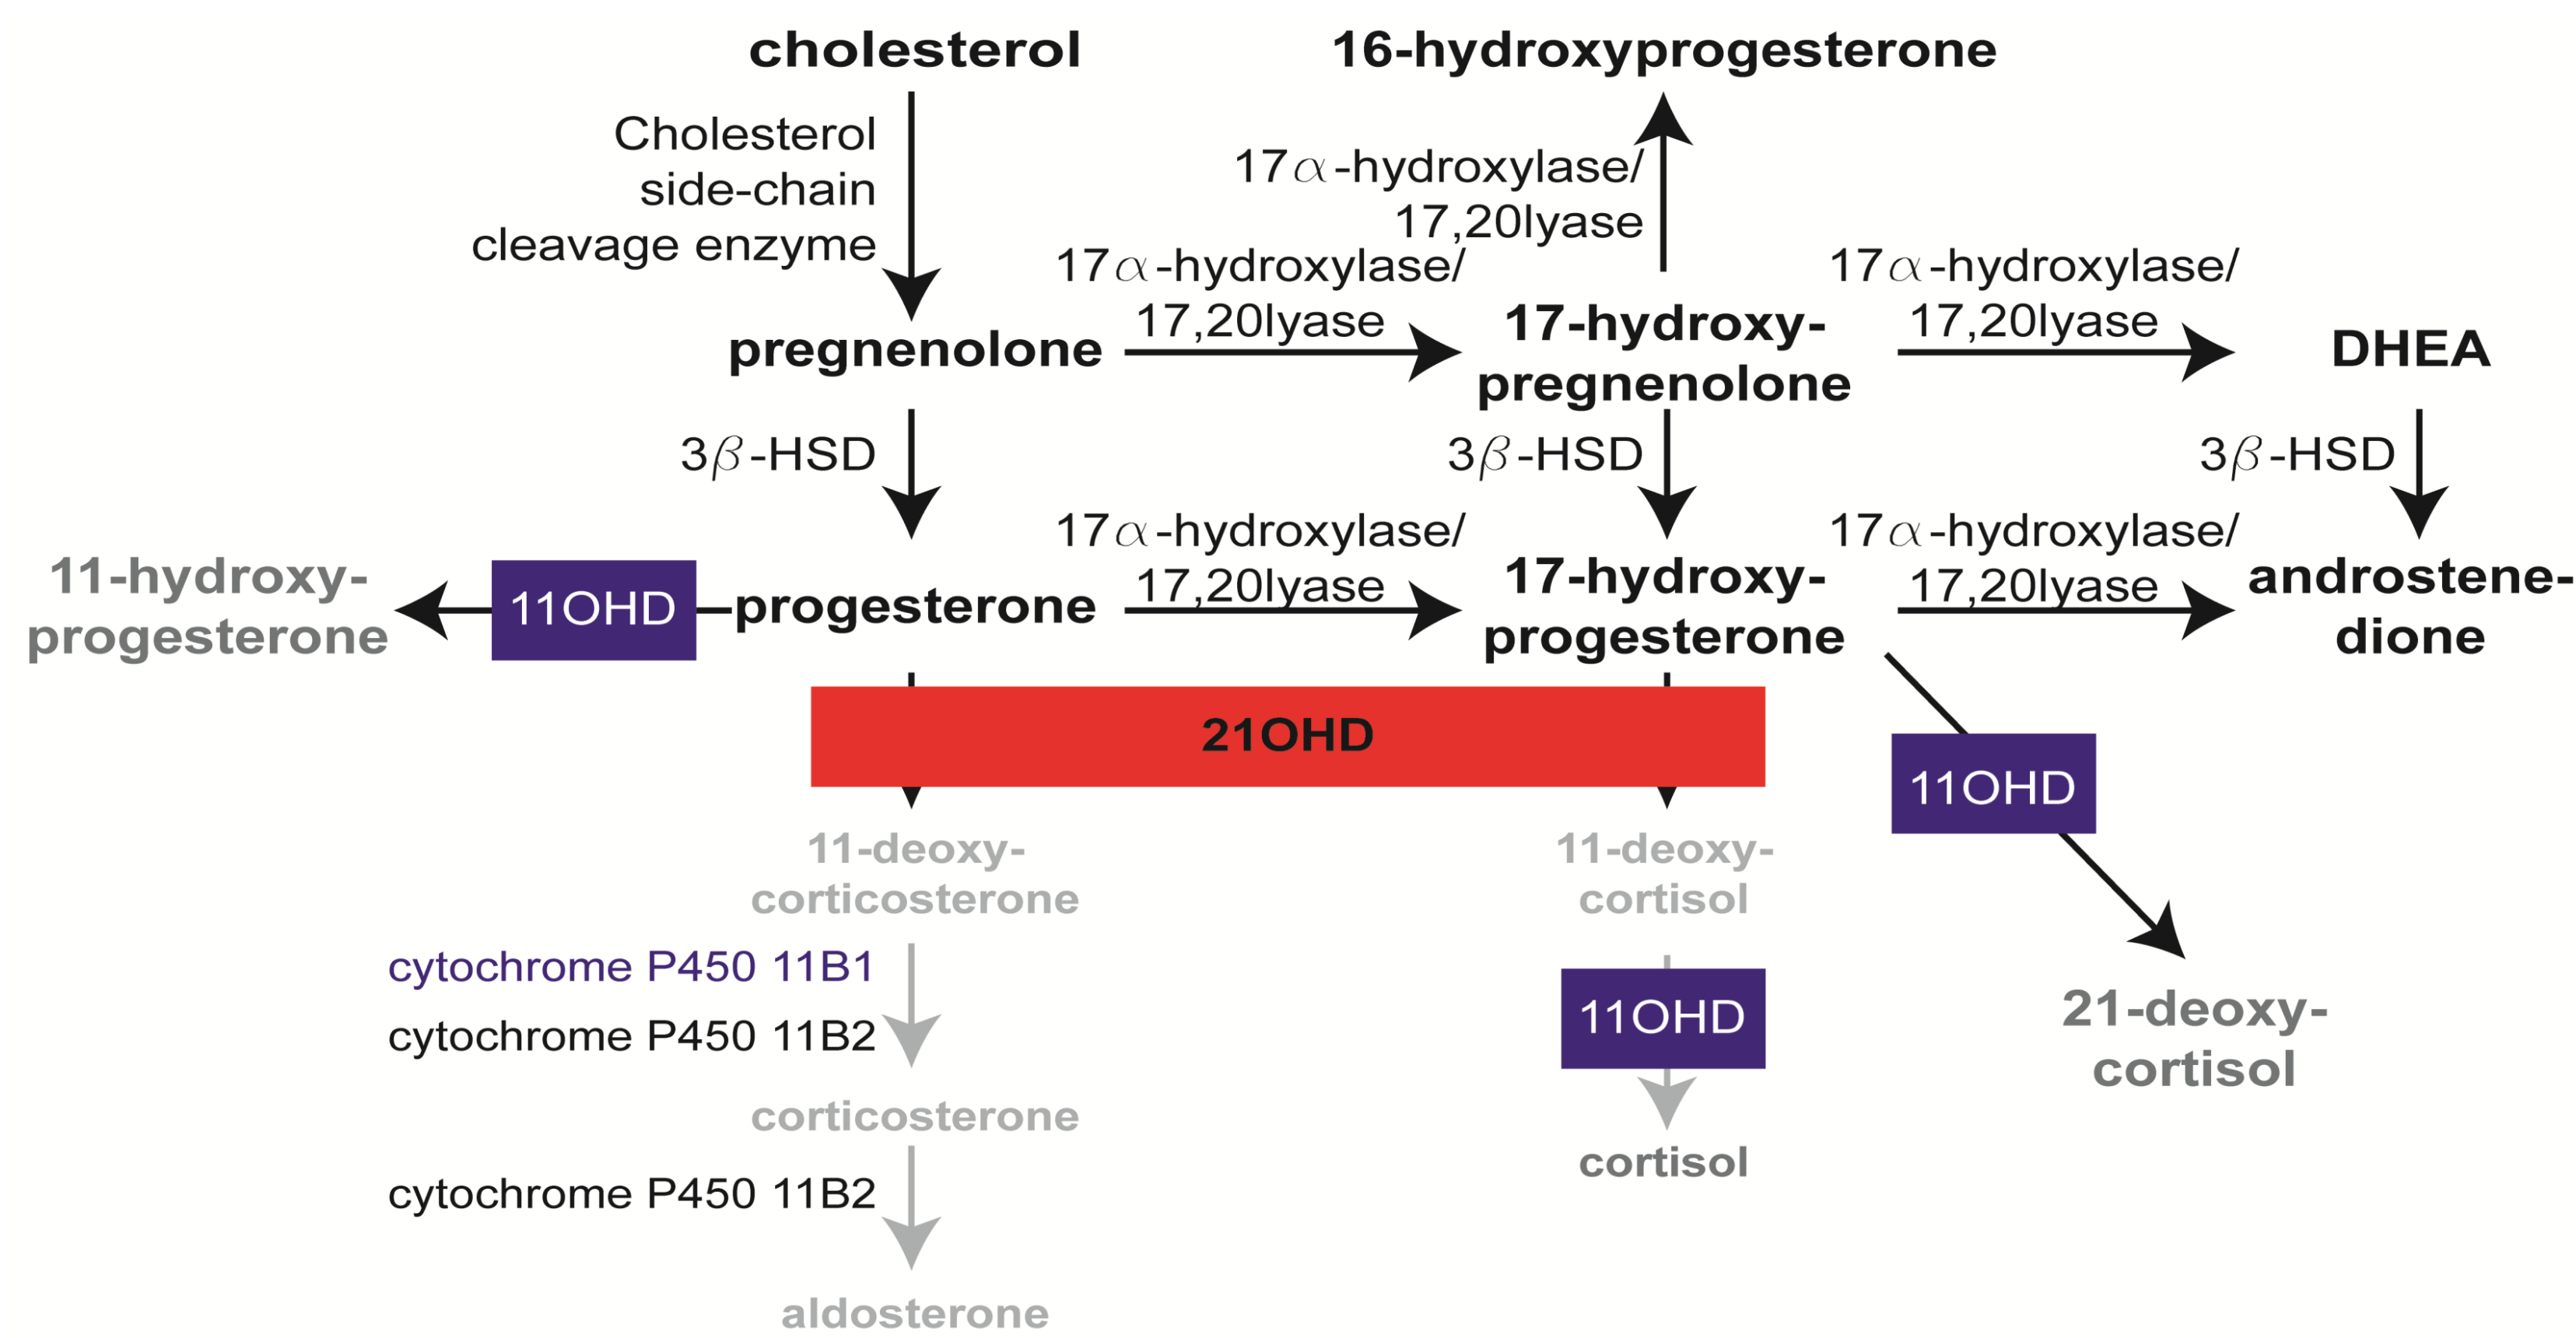 cholesterol
16-hydroxyprogesterone
Cholesterol
side-chain
cleavage enzyme
17α-hydroxylase/
17,20lyase
pregnenolone
17α-hydroxylase/
17,20lyase
17-hydroxy-
pregnenolone
17α-hydroxylase/
17,20lyase
DHEA
3β-HSD
3β-HSD
3β-HSD
11-hydroxy-
progesterone
11OHD
progesterone
17α-hydroxylase/
17,20lyase
17-hydroxy-
progesterone
17α-hydroxylase/
17,20lyase
androstene-
dione
21OHD
11OHD
11-deoxy-
corticosterone
11-deoxy-
cortisol
cytochrome P450 11B1
cytochrome P450 11B2
11OHD
21-deoxy-
cortisol
corticosterone
cortisol
cytochrome P450 11B2
aldosterone